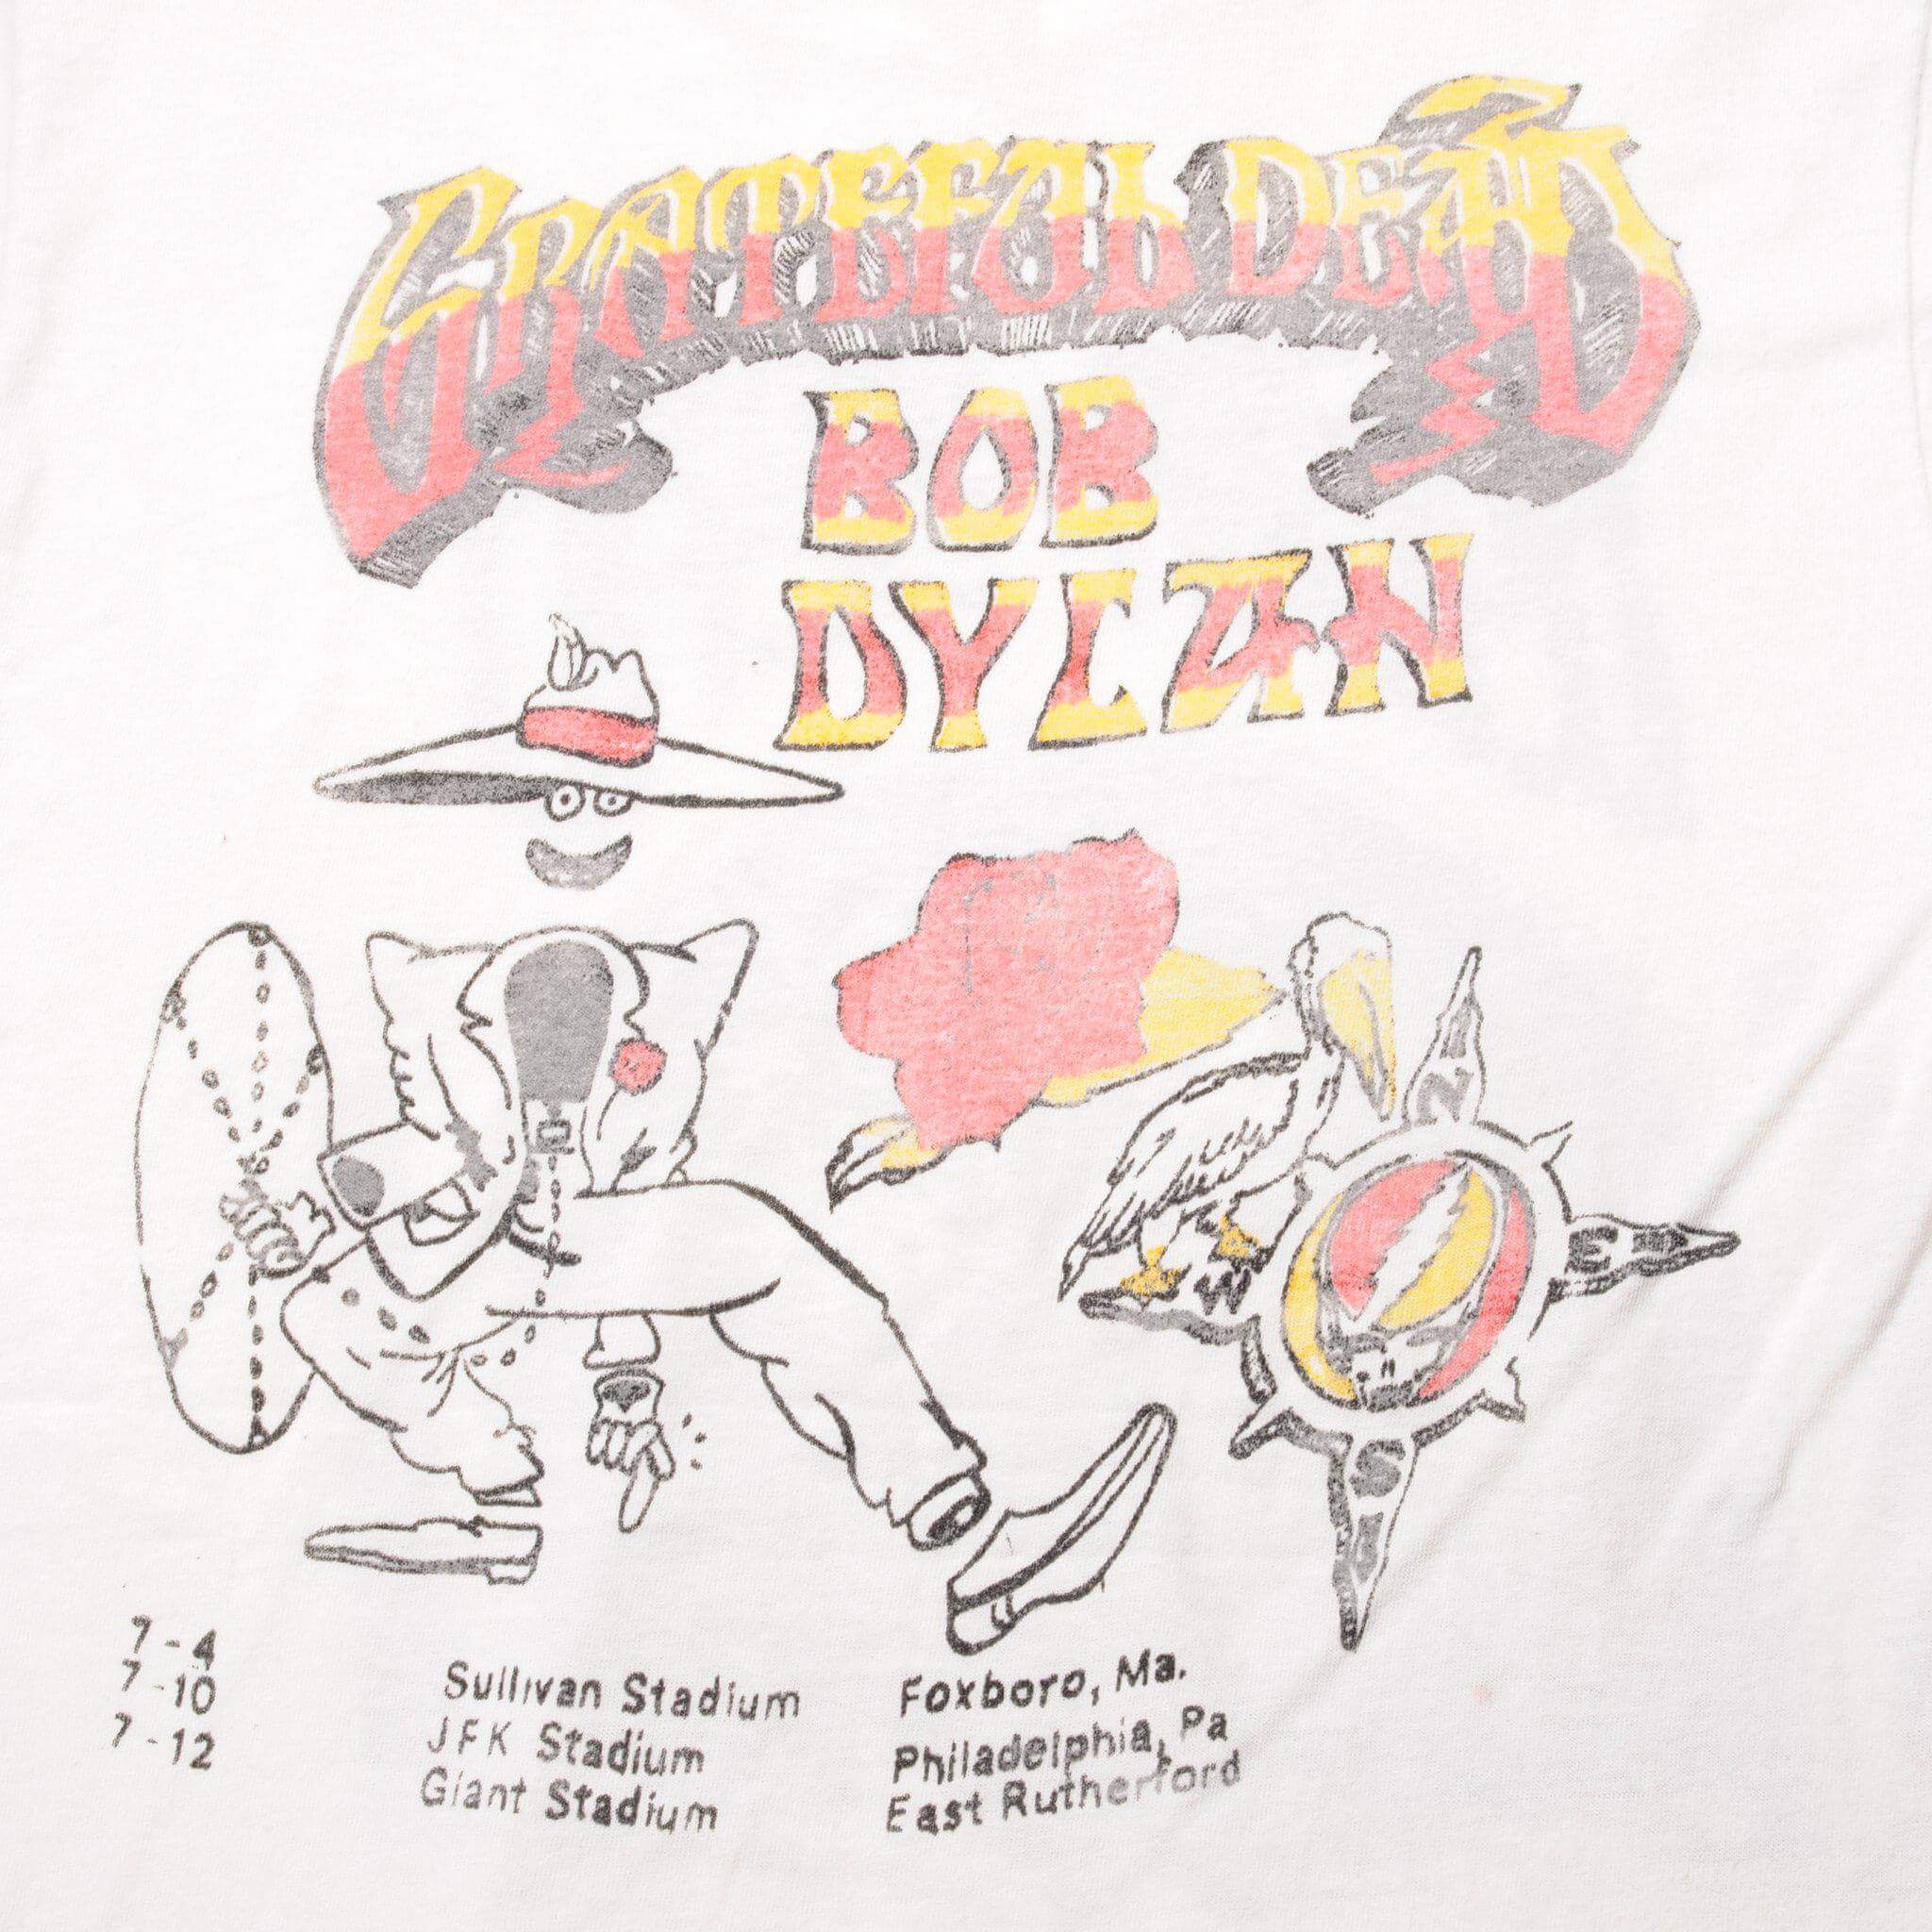 GRATEFUL DEAD
BOB
DYLAN
N
E
W
S
7-4 Sullivan Stadium Foxboro, Ma.
7-10 JFK Stadium Philadelphia, Pa
7-12 Giant Stadium East Rutherford